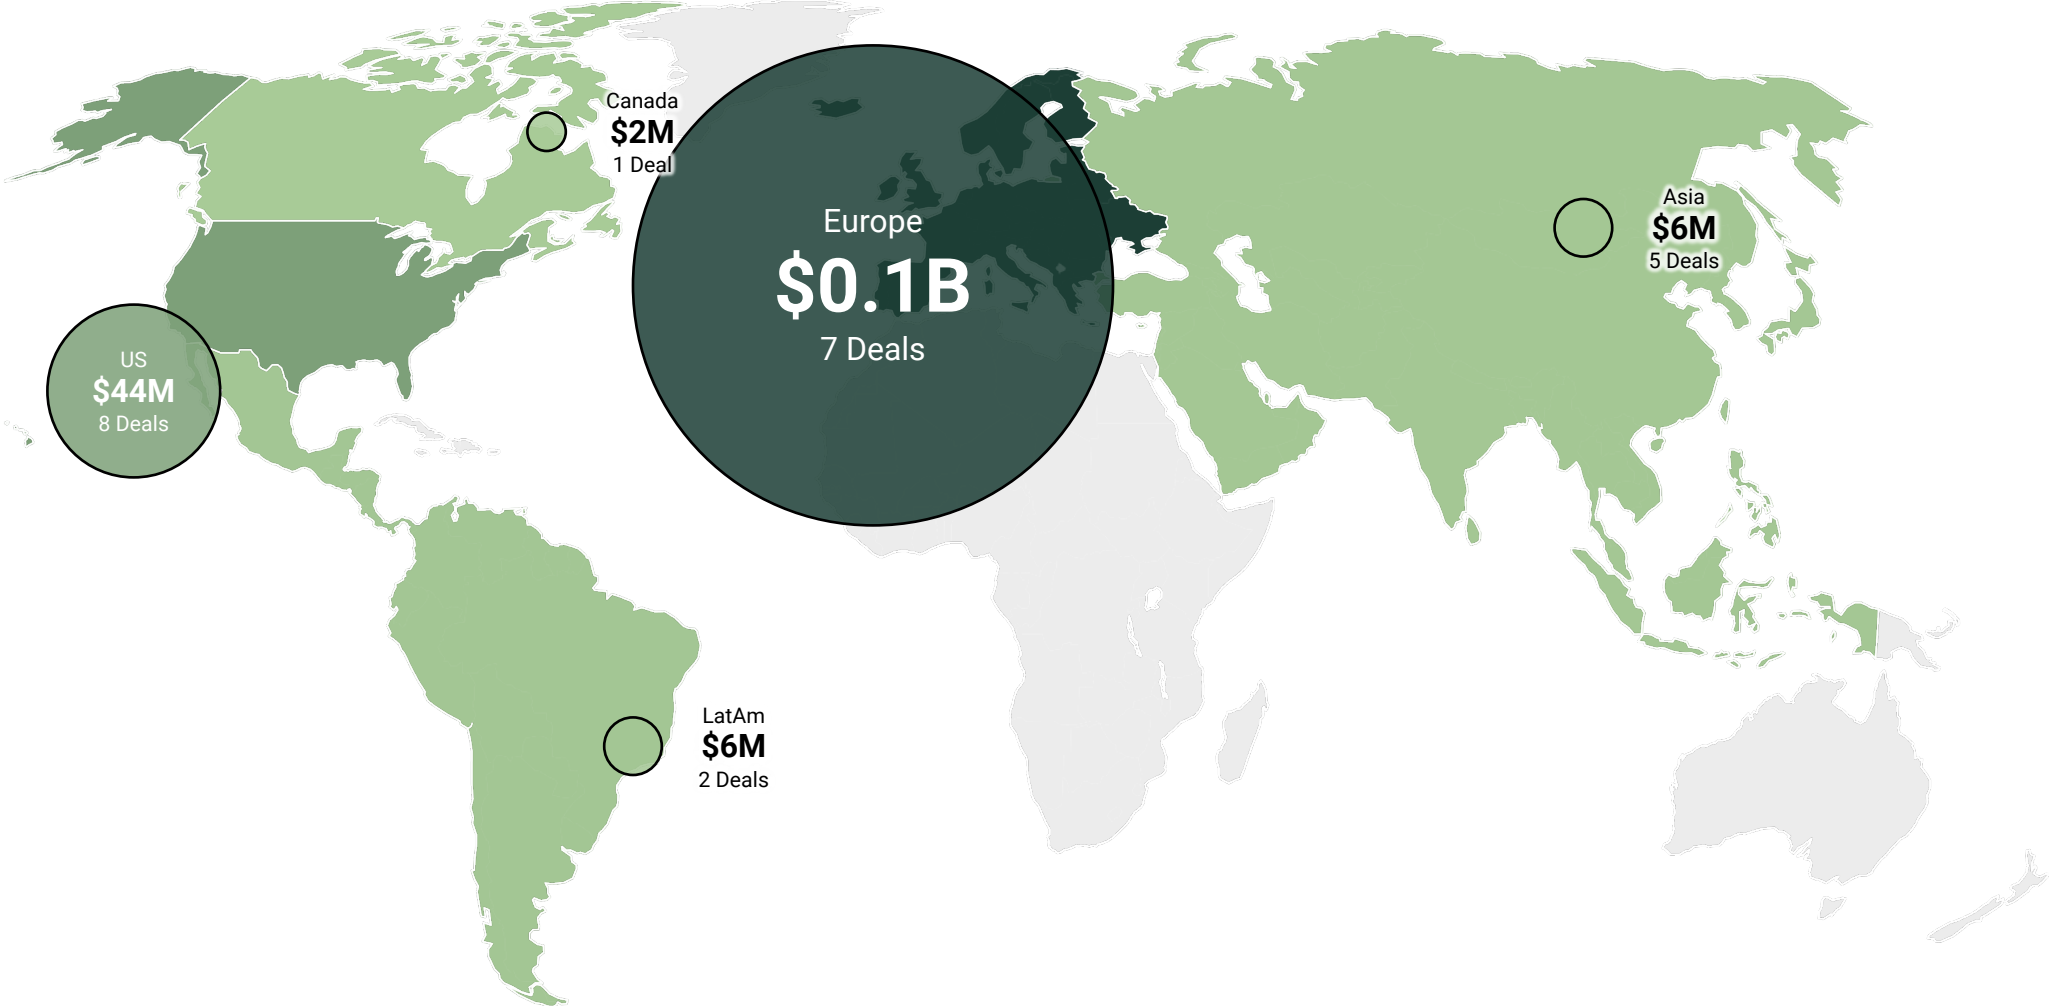 Canada
$2M
1 Deal
Europe
$0.1B
7 Deals
Asia
$6M
5 Deals
US
$44M
8 Deals
LatAm
$6M
2 Deals